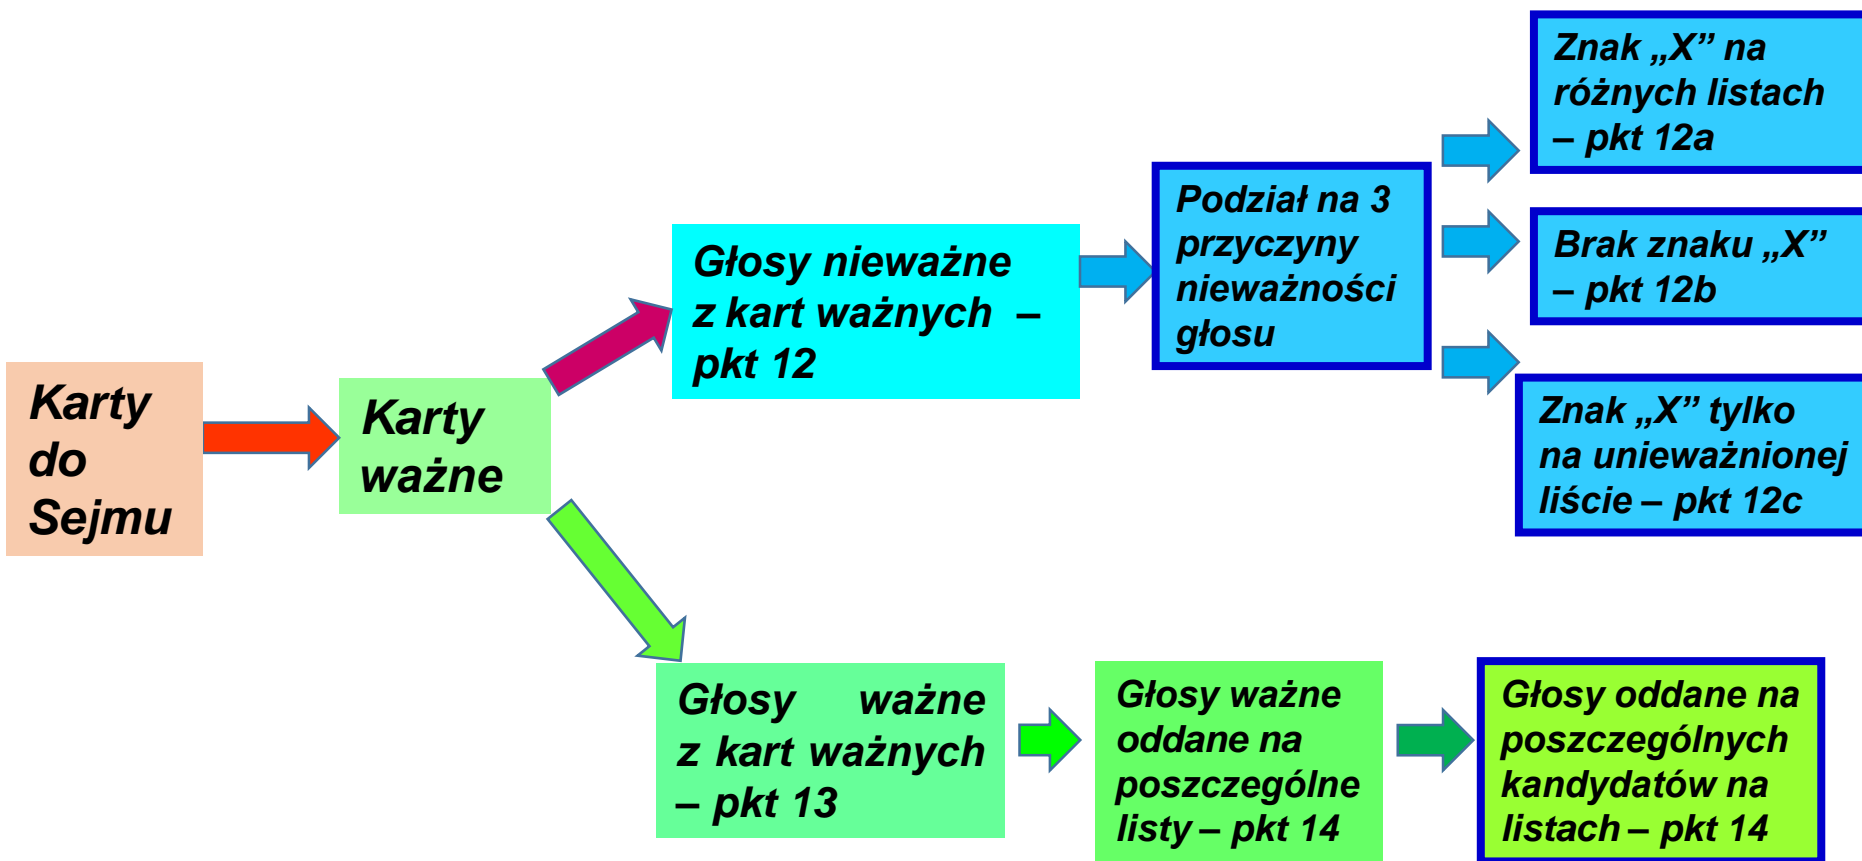 Karty
do
Sejmu
Karty
ważne
Głosy nieważne
z kart ważnych –
pkt 12
Podział na 3
przyczyny
nieważności
głosu
Znak „X” na
różnych listach
– pkt 12a
Brak znaku „X”
– pkt 12b
Znak „X” tylko
na unieważnionej
liście – pkt 12c
Głosy ważne
z kart ważnych
– pkt 13
Głosy ważne
oddane na
poszczególne
listy – pkt 14
Głosy oddane na
poszczególnych
kandydatów na
listach – pkt 14